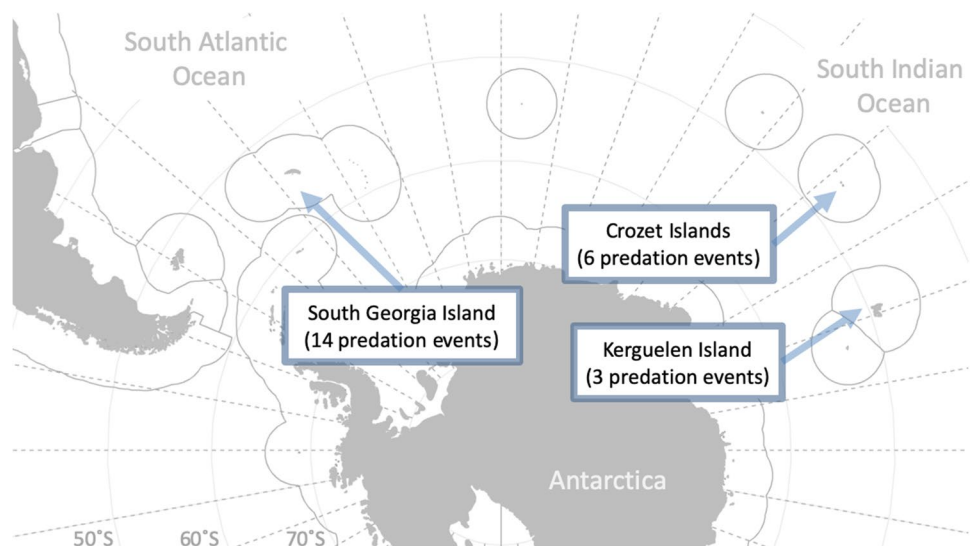 South Atlantic
Ocean
South Indian
Ocean
Crozet Islands
(6 predation events)
South Georgia Island
(14 predation events)
Kerguelen Island
(3 predation events)
Antarctica
50°S
60°S
70°S